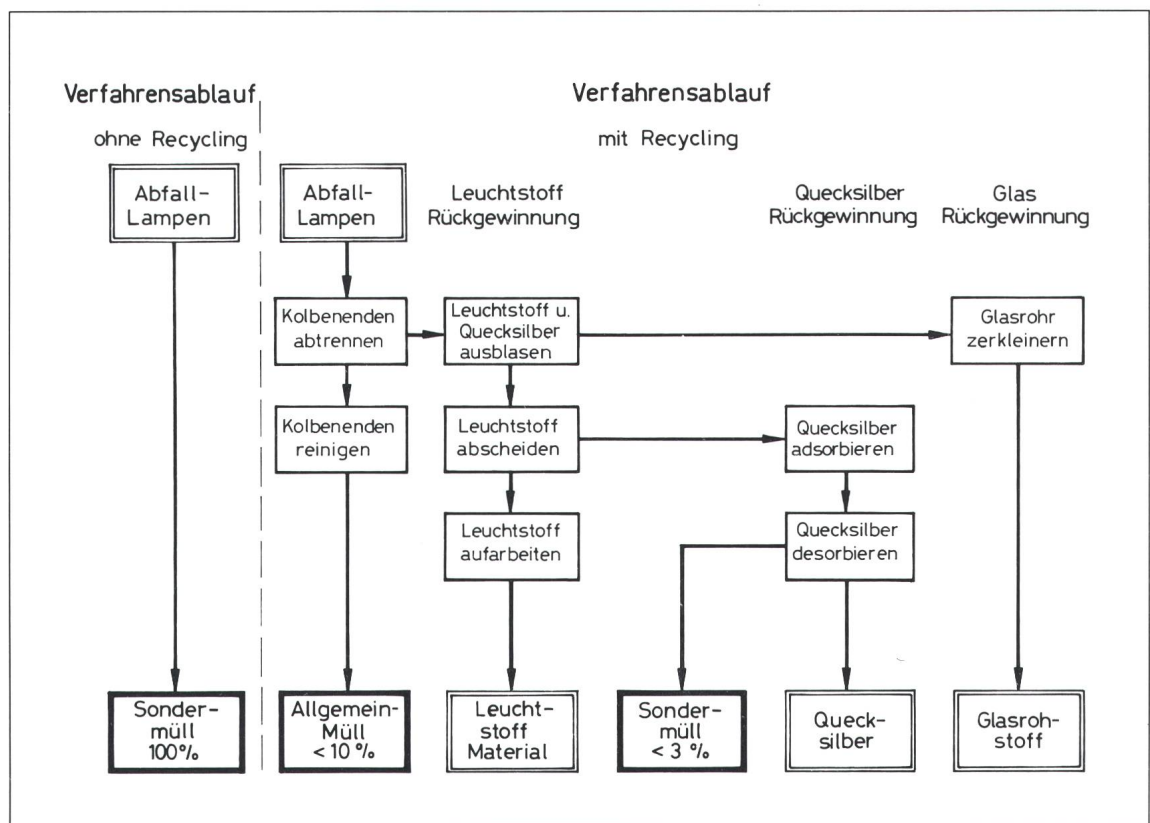 Verfahrensablauf
ohne Recycling
Verfahrensablauf
mit Recycling
Abfall-
Lampen
Abfall-
Lampen
Leuchtstoff
Rückgewinnung
Quecksilber
Rückgewinnung
Glas
Rückgewinnung
Kolbenenden
abtrennen
Leuchtstoff u.
Quecksilber
ausblasen
Glasrohr
zerkleinern
Kolbenenden
reinigen
Leuchtstoff
abscheiden
Quecksilber
adsorbieren
Leuchtstoff
aufarbeiten
Quecksilber
desorbieren
Sonder-
müll
100%
Allgemein-
Müll
< 10 %
Leucht-
stoff
Material
Sonder-
müll
< 3 %
Queck-
silber
Glasroh-
stoff